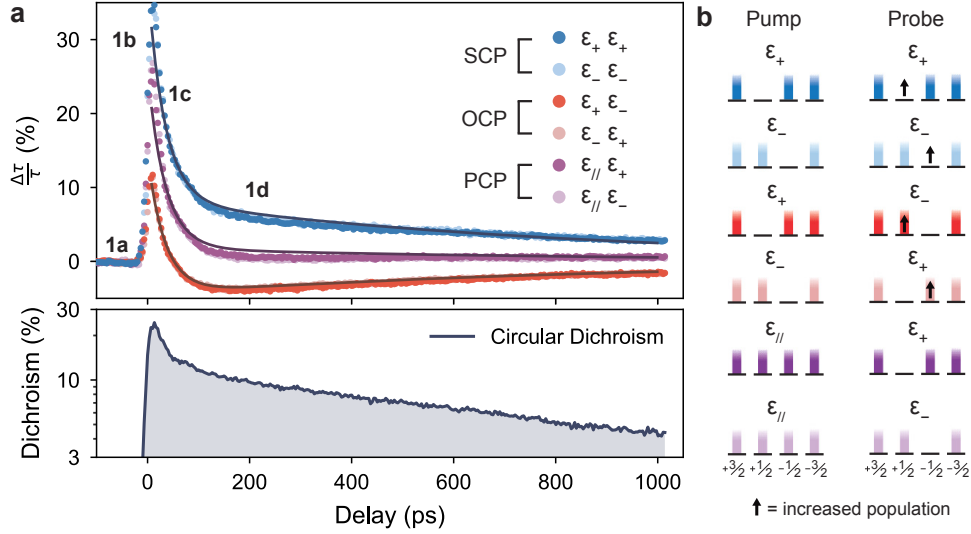 a
Δτ/τ (%)
30
20
10
0
1a
1b
1c
1d
SCP
ε₊ ε₊
ε₋ ε₋
OCP
ε₊ ε₋
ε₋ ε₊
PCP
ε// ε₊
ε// ε₋
Dichroism (%)
30
10
3
Circular Dichroism
0 200 400 600 800 1000
Delay (ps)
b
Pump Probe
ε₊ ε₊
ε₋ ε₋
ε₊ ε₋
ε₋ ε₊
ε// ε₊
ε// ε₋
+3/2 +1/2 -1/2 -3/2 +3/2 +1/2 -1/2 -3/2
↑ = increased population